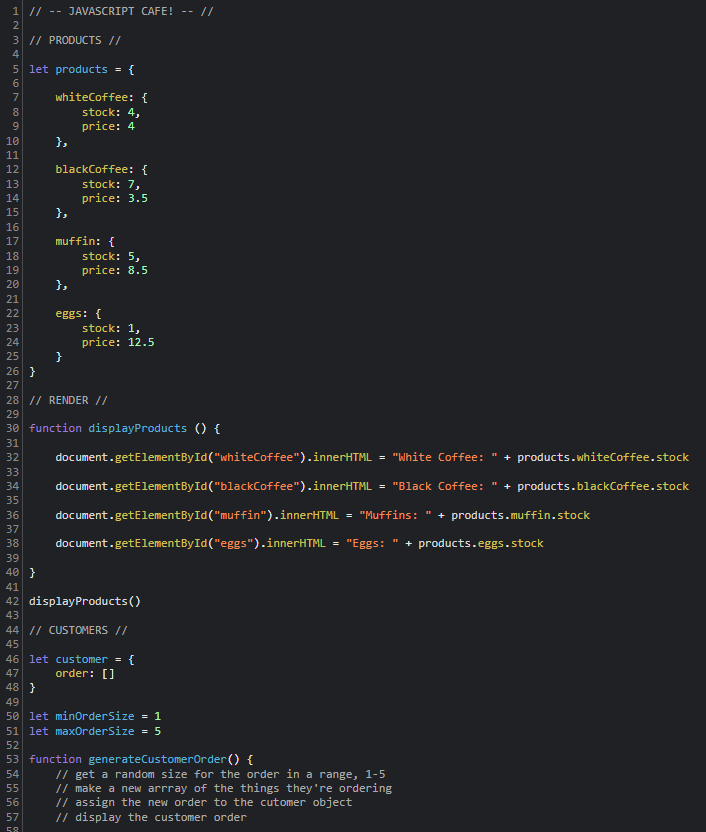 1 // -- JAVASCRIPT CAFE! -- //
2
3 // PRODUCTS //
4
5 let products = {
6
7     whiteCoffee: {
8         stock: 4,
9         price: 4
10     },
11
12     blackCoffee: {
13         stock: 7,
14         price: 3.5
15     },
16
17     muffin: {
18         stock: 5,
19         price: 8.5
20     },
21
22     eggs: {
23         stock: 1,
24         price: 12.5
25     }
26 }
27
28 // RENDER //
29
30 function displayProducts () {
31
32     document.getElementById("whiteCoffee").innerHTML = "White Coffee: " + products.whiteCoffee.stock
33
34     document.getElementById("blackCoffee").innerHTML = "Black Coffee: " + products.blackCoffee.stock
35
36     document.getElementById("muffin").innerHTML = "Muffins: " + products.muffin.stock
37
38     document.getElementById("eggs").innerHTML = "Eggs: " + products.eggs.stock
39
40 }
41
42 displayProducts()
43
44 // CUSTOMERS //
45
46 let customer = {
47     order: []
48 }
49
50 let minOrderSize = 1
51 let maxOrderSize = 5
52
53 function generateCustomerOrder() {
54     // get a random size for the order in a range, 1-5
55     // make a new arrray of the things they're ordering
56     // assign the new order to the cutomer object
57     // display the customer order
58